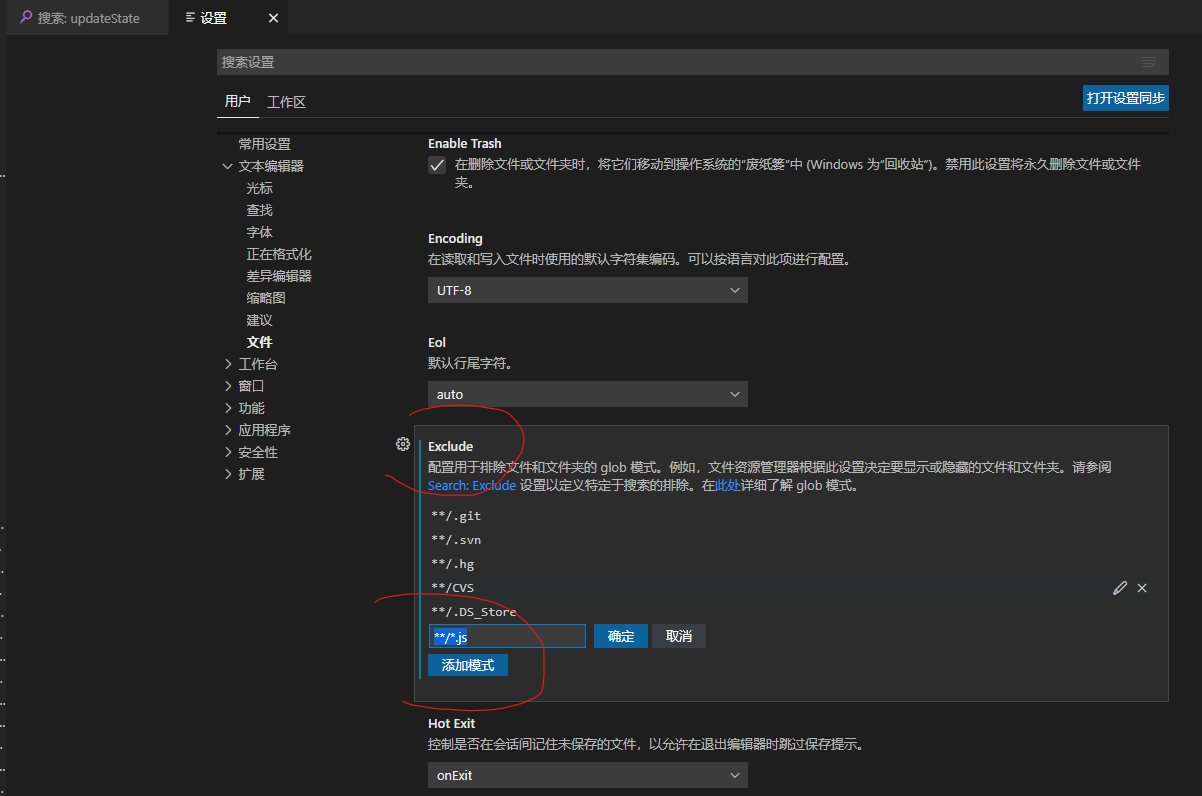 搜索: updateState
设置
搜索设置
用户
工作区
打开设置同步
常用设置
文本编辑器
光标
查找
字体
正在格式化
差异编辑器
缩略图
建议
文件
工作台
窗口
功能
应用程序
安全性
扩展
Enable Trash
在删除文件或文件夹时，将它们移动到操作系统的“废纸篓”中 (Windows 为“回收站”)。禁用此设置将永久删除文件或文件
夹。
Encoding
在读取和写入文件时使用的默认字符集编码。可以按语言对此项进行配置。
UTF-8
Eol
默认行尾字符。
auto
Exclude
配置用于排除文件和文件夹的 glob 模式。例如，文件资源管理器根据此设置决定要显示或隐藏的文件和文件夹。请参阅
Search: Exclude 设置以定义特定于搜索的排除。在此处详细了解 glob 模式。
**/.git
**/.svn
**/.hg
**/CVS
**/.DS_Store
**/*.js
确定
取消
添加模式
Hot Exit
控制是否在会话间记住未保存的文件，以允许在退出编辑器时跳过保存提示。
onExit